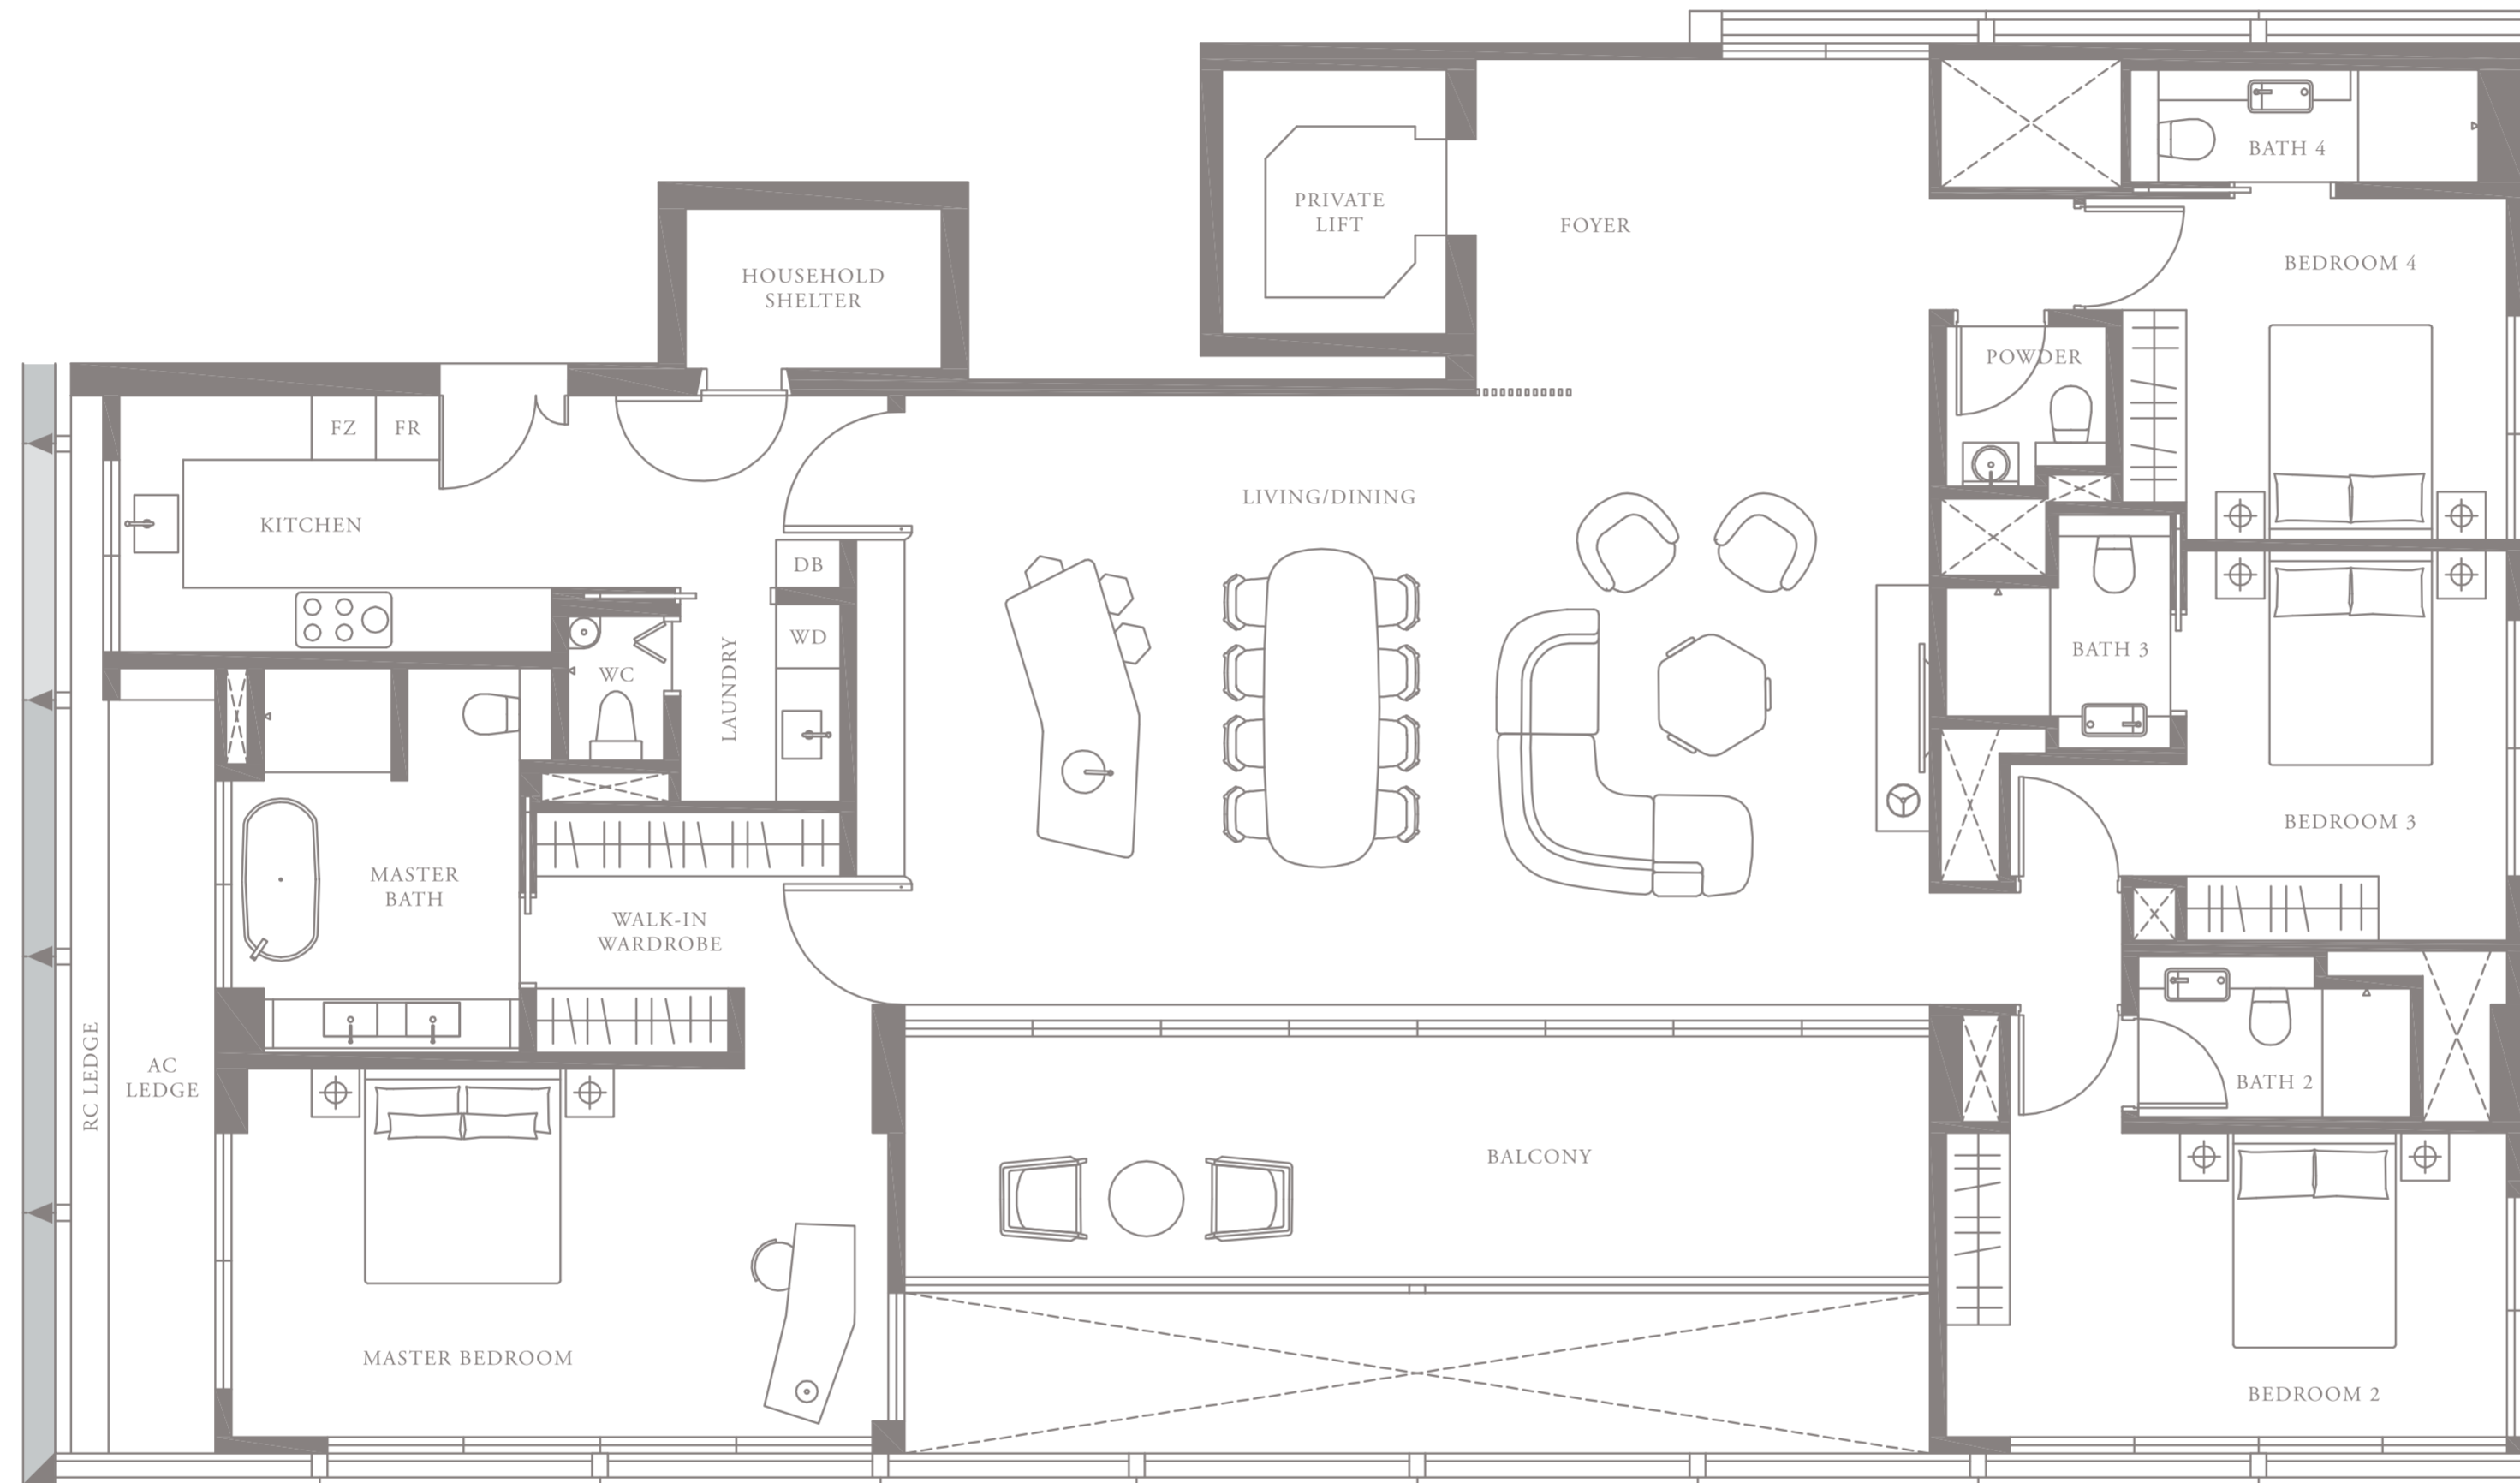 BATH 4
PRIVATE
LIFT
FOYER
BEDROOM 4
HOUSEHOLD
SHELTER
POWDER
FZ
FR
LIVING/DINING
KITCHEN
DB
WD
BATH 3
WC
LAUNDRY
BEDROOM 3
MASTER
BATH
WALK-IN
WARDROBE
RC LEDGE
AC
LEDGE
BATH 2
BALCONY
MASTER BEDROOM
BEDROOM 2